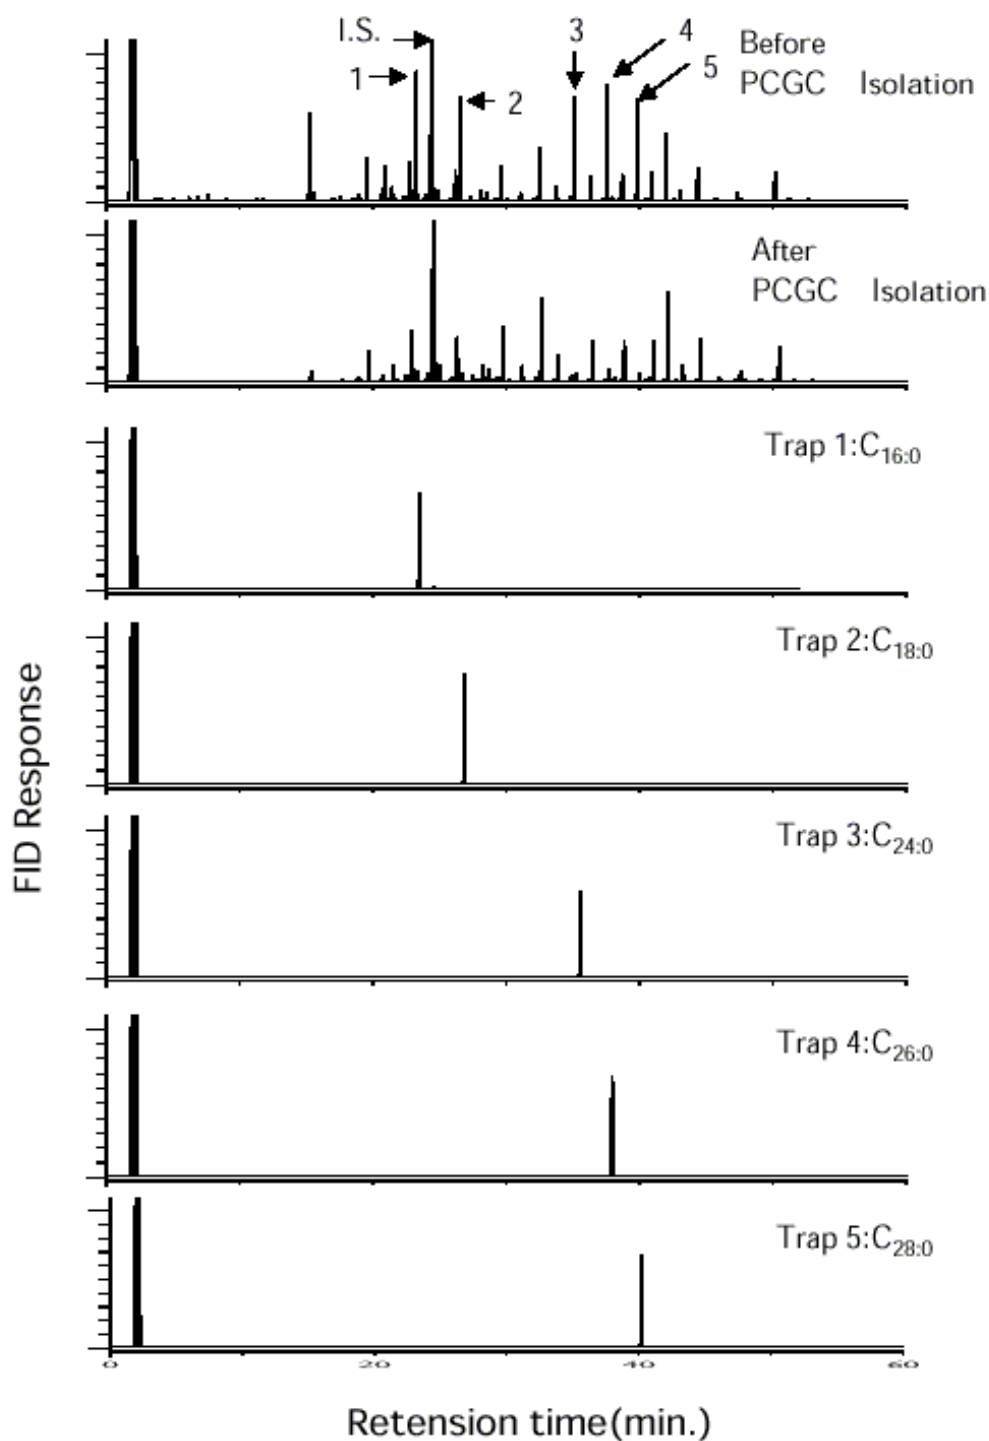 I.S.
3
4
Before
1
5
PCGC Isolation
2
After
PCGC Isolation
Trap 1:C16:0
Trap 2:C18:0
FID Response
Trap 3:C24:0
Trap 4:C26:0
Trap 5:C28:0
0 20 40 60
Retension time(min.)